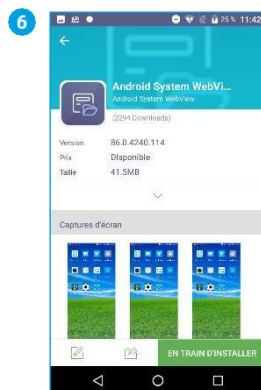 6
25 % 11:42
Android System WebVi...
Android System WebView
(2294 Downloads)
Version 86.0.4240.114
Prix Disponible
Taille 41.5MB
Captures d'écran
EN TRAIN D'INSTALLER